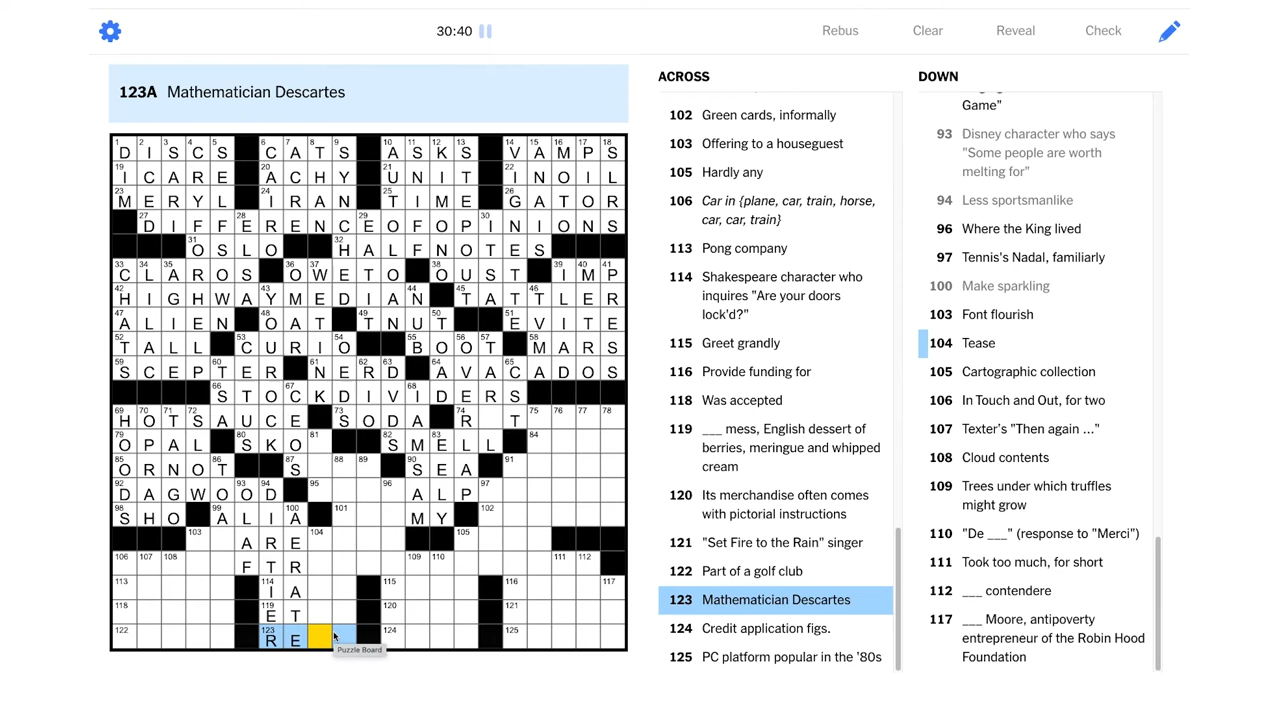 30:40
Rebus Clear Reveal Check
123A Mathematician Descartes
D I S C S C A T S A S K S V A M P S
I C A R E A C H Y U N I T I N O I L
M E R Y L I R A N T I M E G A T O R
D I F F E R E N C E O F O P I N I O N S
O S L O H A L F N O T E S
C L A R O S O W E T O O U S T I M P
H I G H W A Y M E D I A N T A T T L E R
A L I E N O A T T N U T E V I T E
T A L L C U R I O B O O T M A R S
S C E P T E R N E R D A V A C A D O S
S T O C K D I V I D E R S
H O T S A U C E S O D A R T
O P A L S K O S M E L L
O R N O T S S E A
D A G W O O D A L P
S H O A L I A M Y
A R E
F T R
I A
E T
R E
Puzzle Board
ACROSS
102 Green cards, informally
103 Offering to a houseguest
105 Hardly any
106 Car in {plane, car, train, horse,
car, car, train}
113 Pong company
114 Shakespeare character who
inquires "Are your doors
lock'd?"
115 Greet grandly
116 Provide funding for
118 Was accepted
119 ___ mess, English dessert of
berries, meringue and whipped
cream
120 Its merchandise often comes
with pictorial instructions
121 "Set Fire to the Rain" singer
122 Part of a golf club
123 Mathematician Descartes
124 Credit application figs.
125 PC platform popular in the '80s
DOWN
Game"
93 Disney character who says
"Some people are worth
melting for"
94 Less sportsmanlike
96 Where the King lived
97 Tennis's Nadal, familiarly
100 Make sparkling
103 Font flourish
104 Tease
105 Cartographic collection
106 In Touch and Out, for two
107 Texter's "Then again ..."
108 Cloud contents
109 Trees under which truffles
might grow
110 "De ___" (response to "Merci")
111 Took too much, for short
112 ___ contendere
117 ___ Moore, antipoverty
entrepreneur of the Robin Hood
Foundation